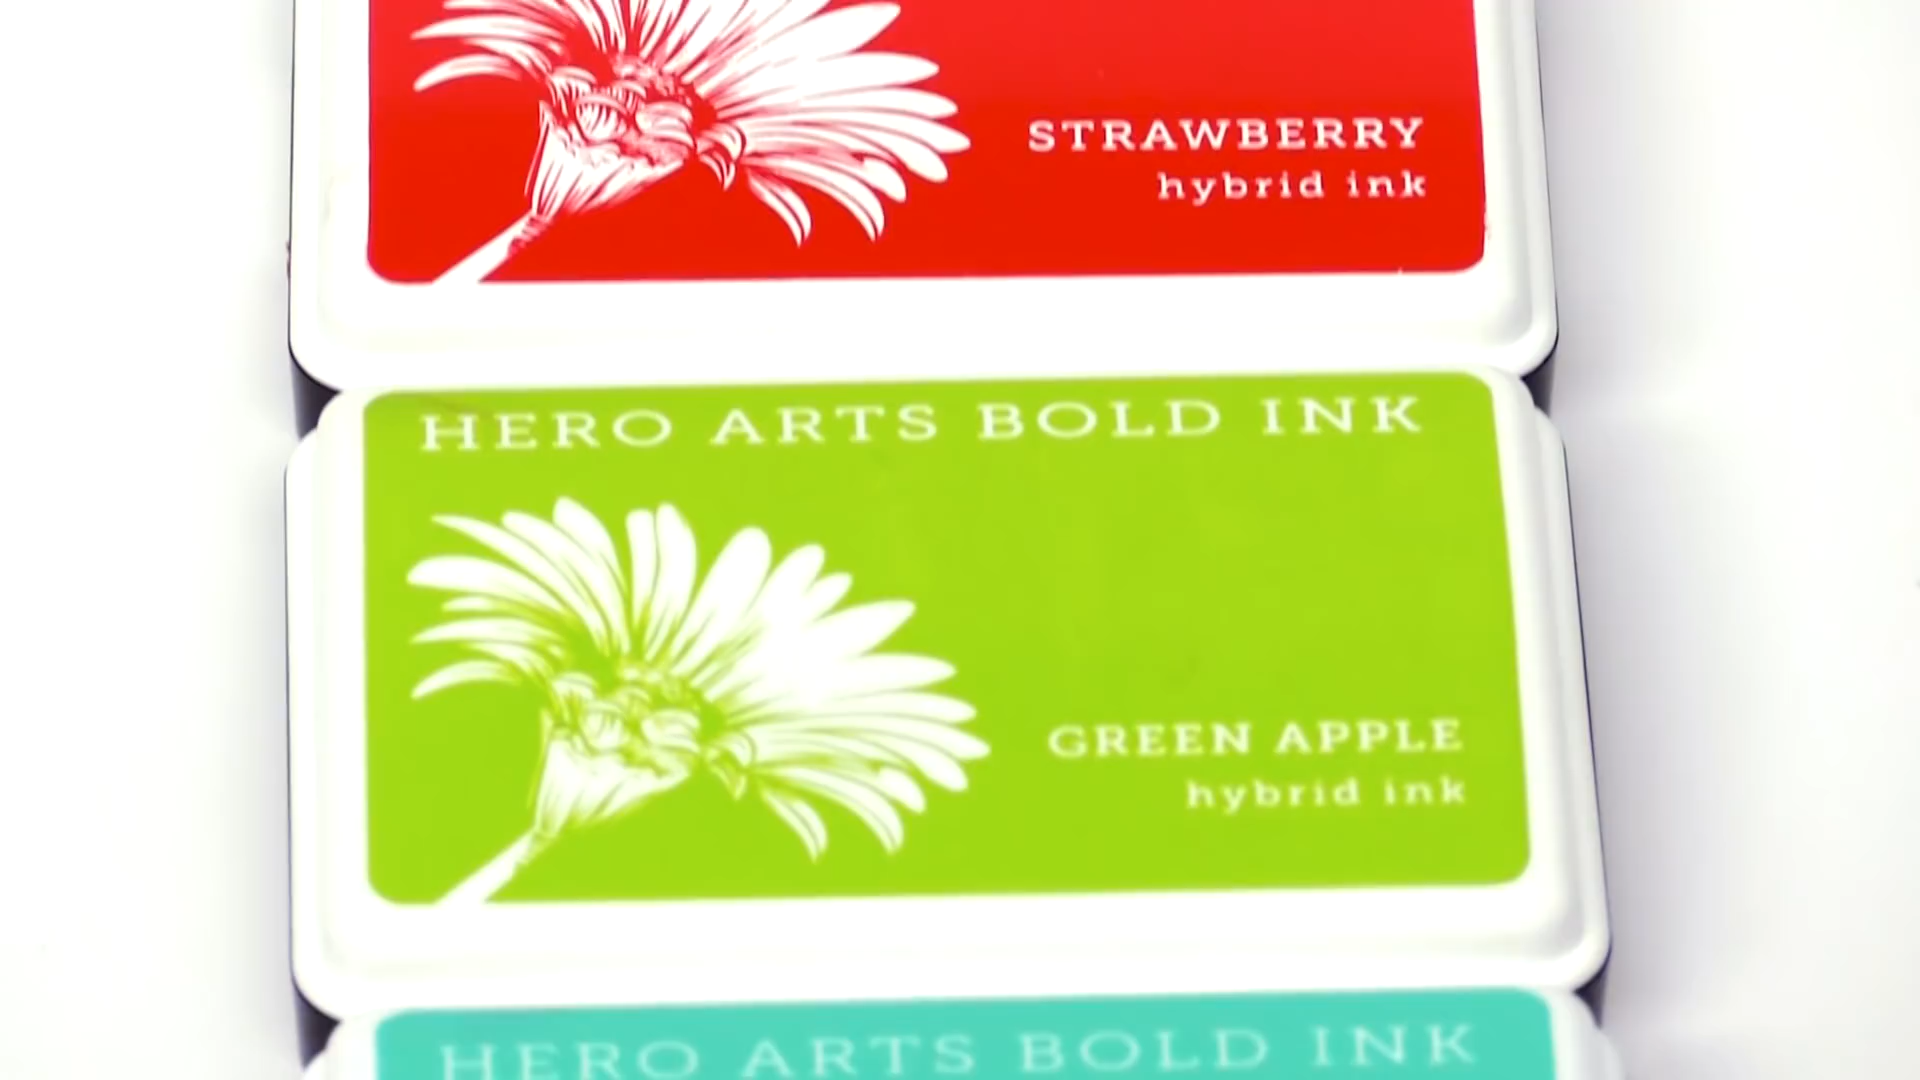 STRAWBERRY
hybrid ink
HERO ARTS BOLD INK
GREEN APPLE
hybrid ink
HERO ARTS BOLD INK